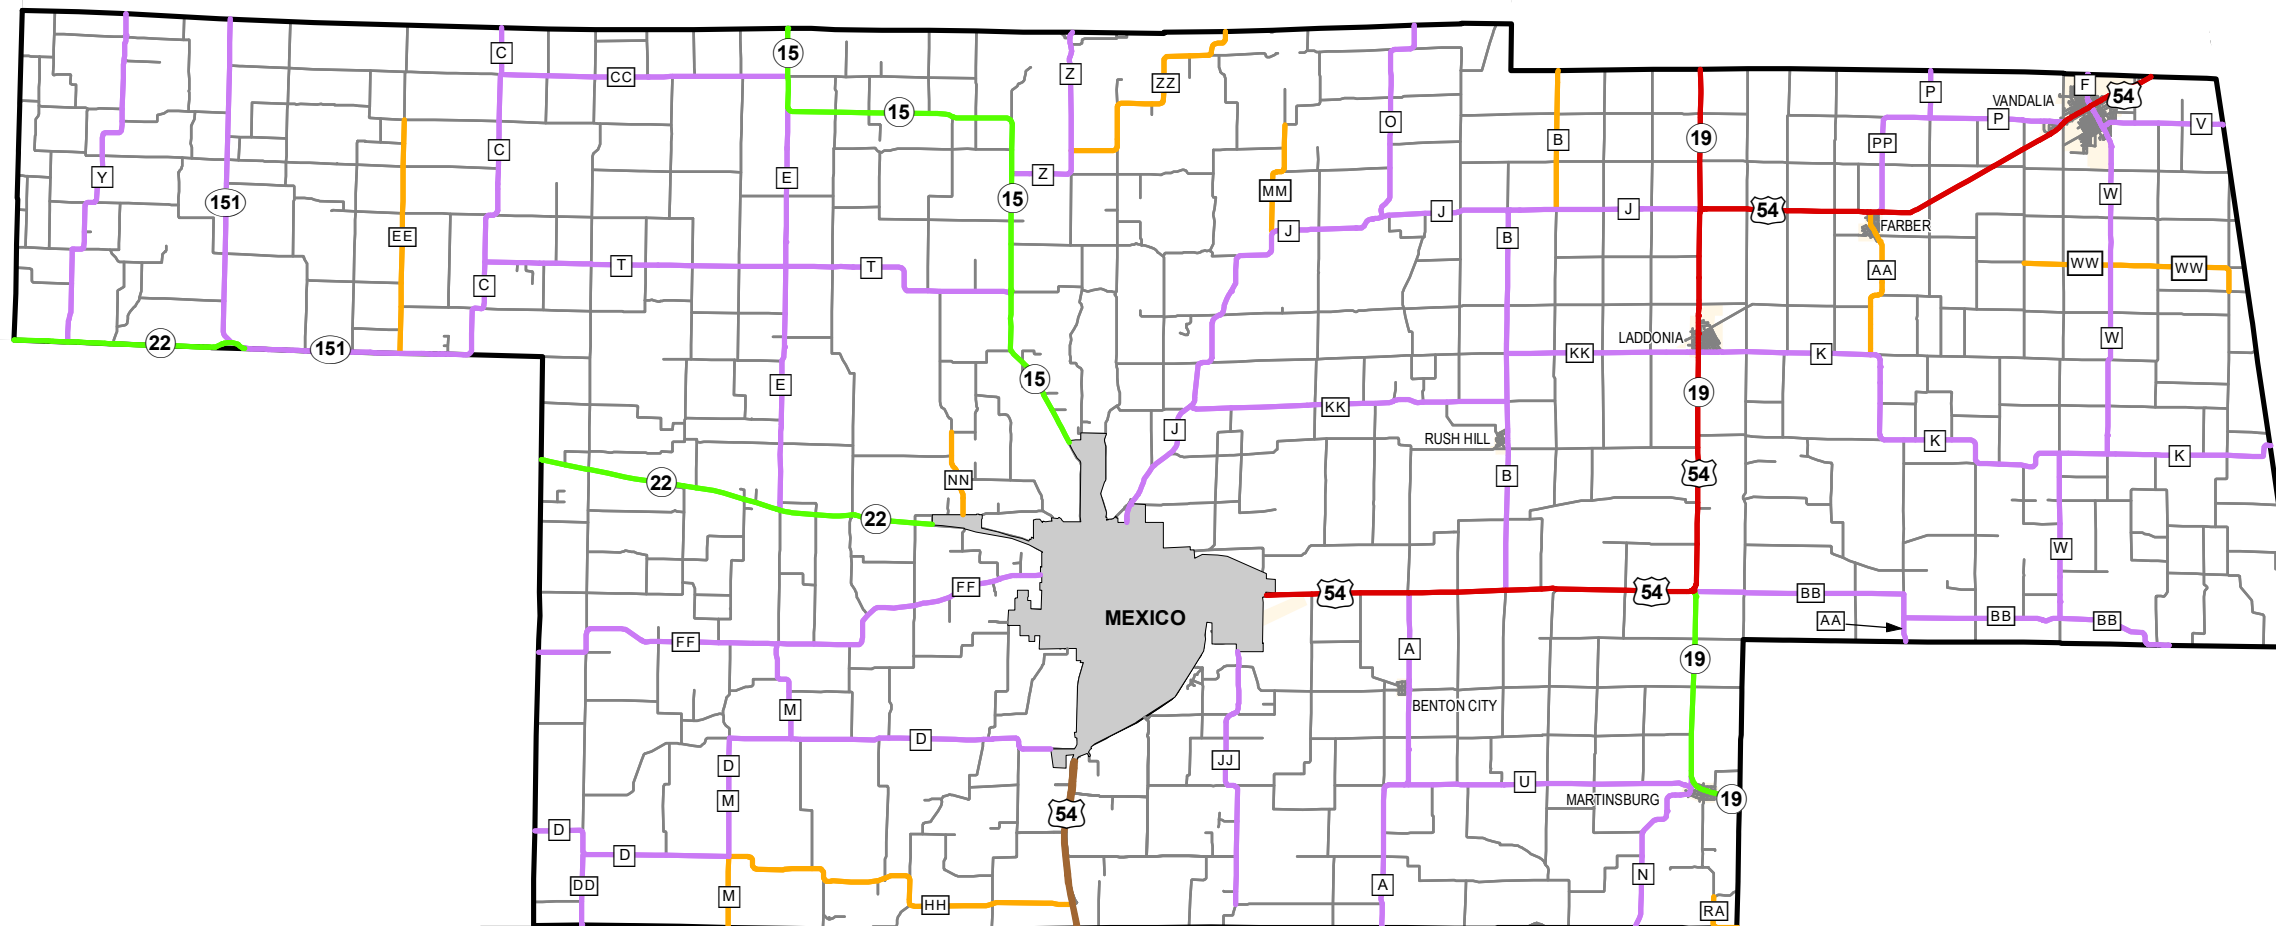 C
15
CC
Z
ZZ
F
54
P
VANDALIA
15
O
19
B
P
V
C
PP
Y
E
Z
MM
W
151
15
J
J
54
EE
J
B
FARBER
T
T
AA
WW
WW
C
22
151
LADDONIA
W
KK
K
15
E
19
KK
J
RUSH HILL
K
K
22
NN
B
54
22
W
FF
54
54
BB
MEXICO
AA
BB
BB
FF
A
19
M
BENTON CITY
D
D
JJ
U
M
MARTINSBURG
19
54
D
D
DD
A
N
M
HH
RA